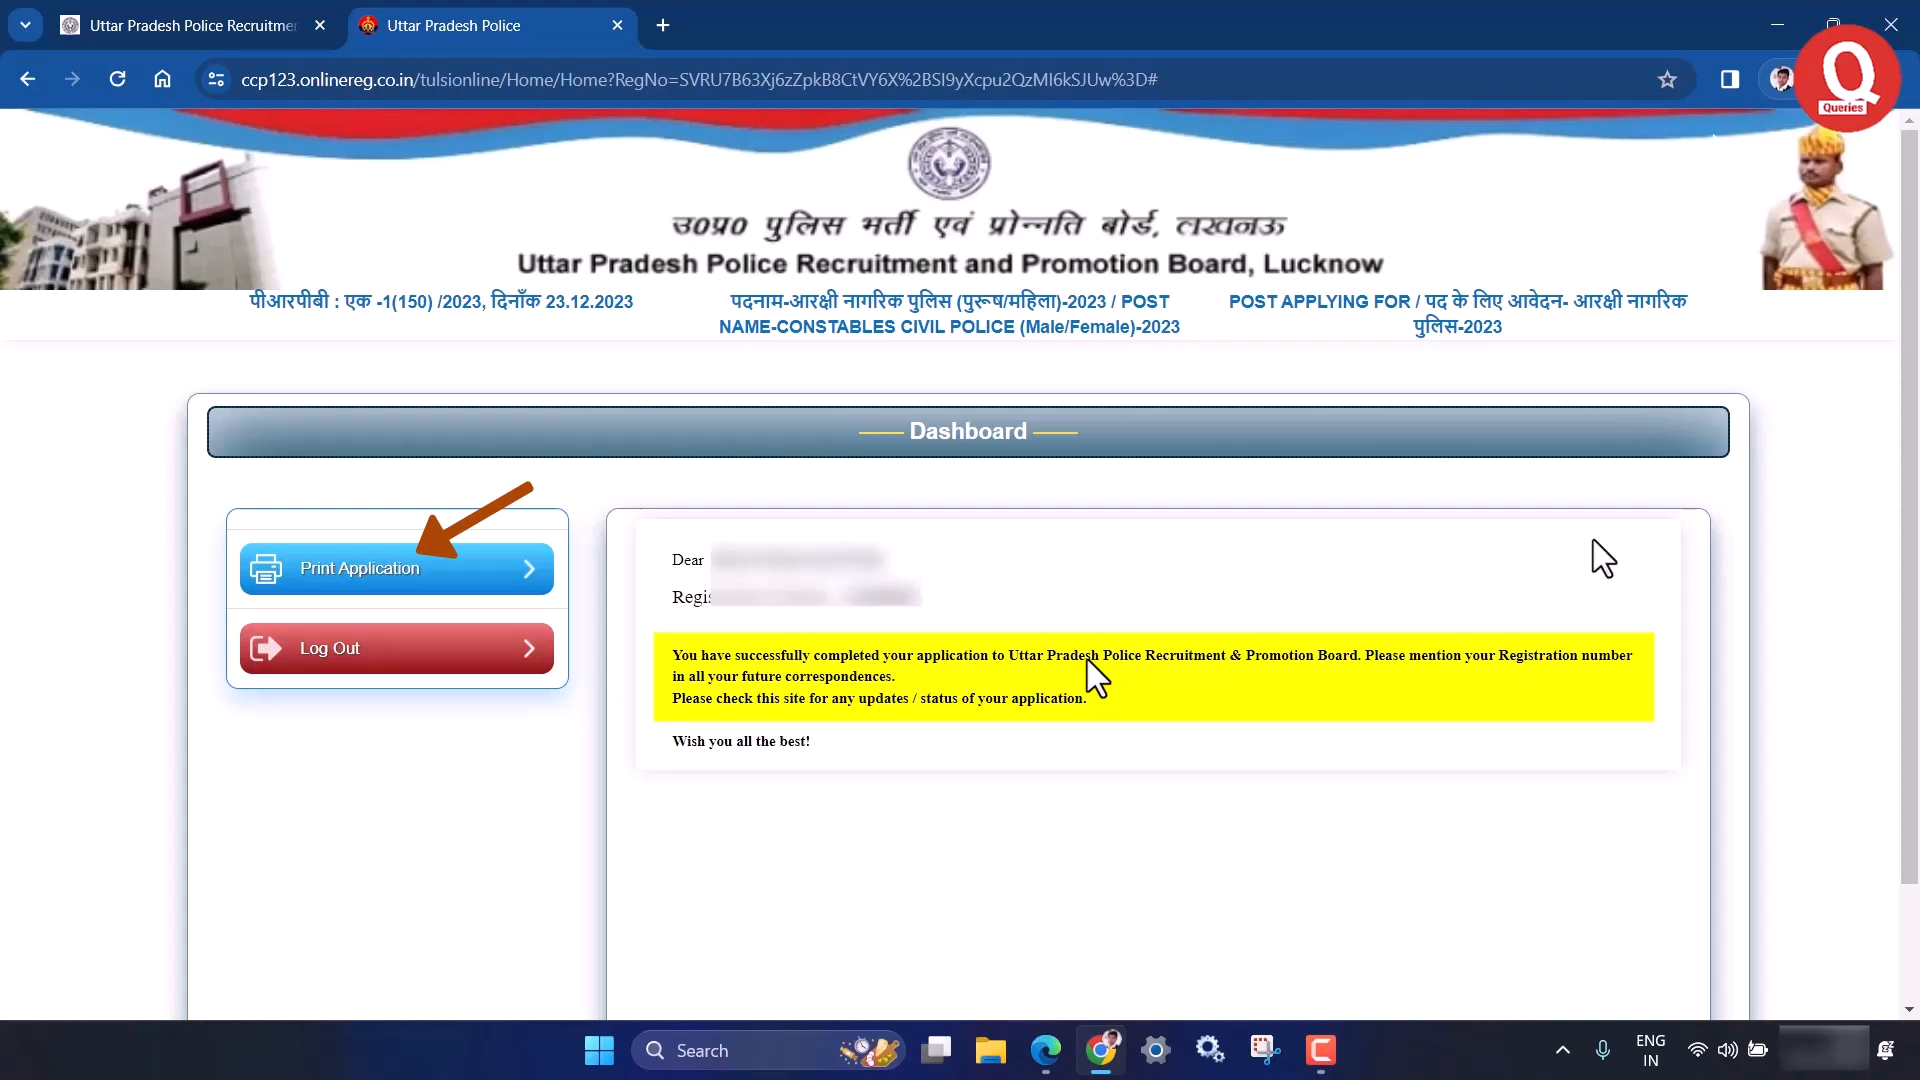 Uttar Pradesh Police Recruitme
Uttar Pradesh Police
ccp123.onlinereg.co.in/tulsionline/Home/Home?RegNo=SVRU7B63Xj6zZpkB8CtVY6X%2BSI9yXcpu2QzMI6kSJUw%3D#
Q
Queries
उ०प्र० पुलिस भर्ती एवं प्रोन्नति बोर्ड, लखनऊ
Uttar Pradesh Police Recruitment and Promotion Board, Lucknow
पीआरपीबी : एक -1(150) /2023, दिनाँक 23.12.2023
पदनाम-आरक्षी नागरिक पुलिस (पुरूष/महिला)-2023 / POST
NAME-CONSTABLES CIVIL POLICE (Male/Female)-2023
POST APPLYING FOR / पद के लिए आवेदन- आरक्षी नागरिक
पुलिस-2023
Dashboard
Print Application
Log Out
Dear
Regis
You have successfully completed your application to Uttar Pradesh Police Recruitment & Promotion Board. Please mention your Registration number
in all your future correspondences.
Please check this site for any updates / status of your application.
Wish you all the best!
Search
ENG
IN